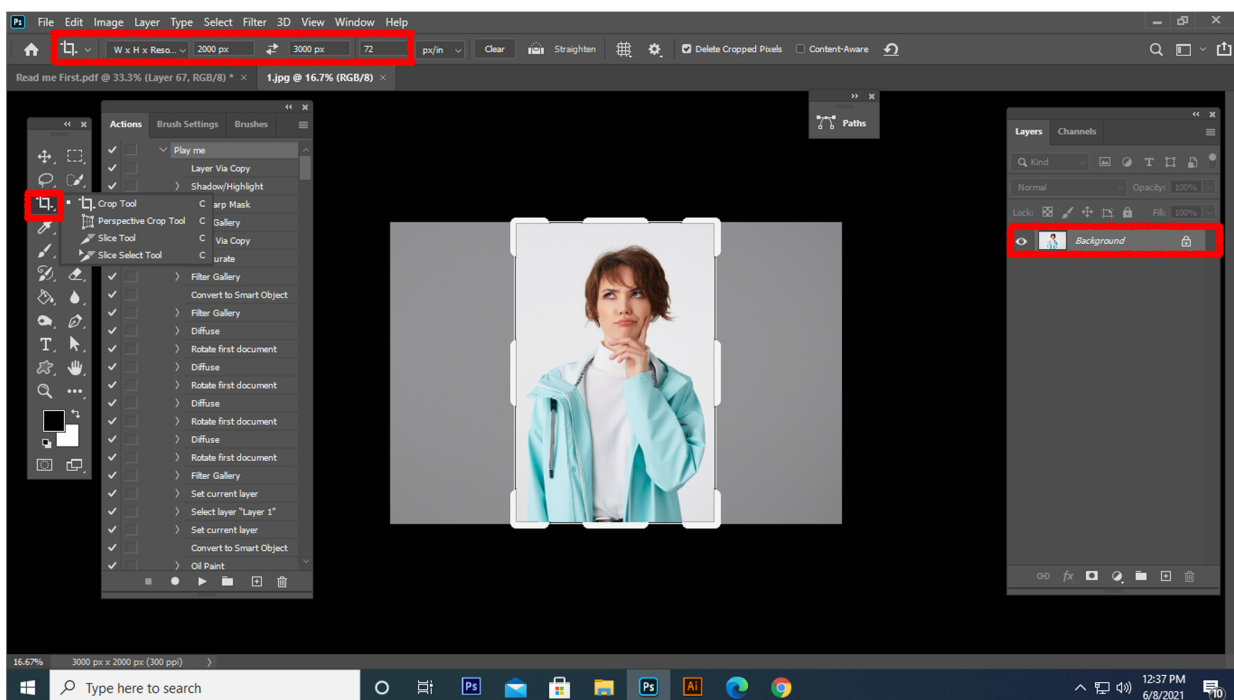 Ps File Edit Image Layer Type Select Filter 3D View Window Help
W x H x Reso... 2000 px 3000 px 72 px/in Clear Straighten Delete Cropped Pixels Content-Aware
Read me First.pdf @ 33.3% (Layer 67, RGB/8) * × 1.jpg @ 16.7% (RGB/8) ×
Paths
Actions Brush Settings Brushes
Play me
Layer Via Copy
Shadow/Highlight
arp Mask
Gallery
Via Copy
urate
Filter Gallery
Convert to Smart Object
Filter Gallery
Diffuse
Rotate first document
Diffuse
Rotate first document
Diffuse
Rotate first document
Diffuse
Rotate first document
Filter Gallery
Set current layer
Select layer "Layer 1"
Set current layer
Convert to Smart Object
Oil Paint
Crop Tool C
Perspective Crop Tool C
Slice Tool C
Slice Select Tool C
Layers Channels
Kind
Normal Opacity: 100%
Lock: Fill: 100%
Background
fx
16.67% 3000 px x 2000 px (300 ppi)
Type here to search
Ps
Ps
Ai
12:37 PM
6/8/2021
10